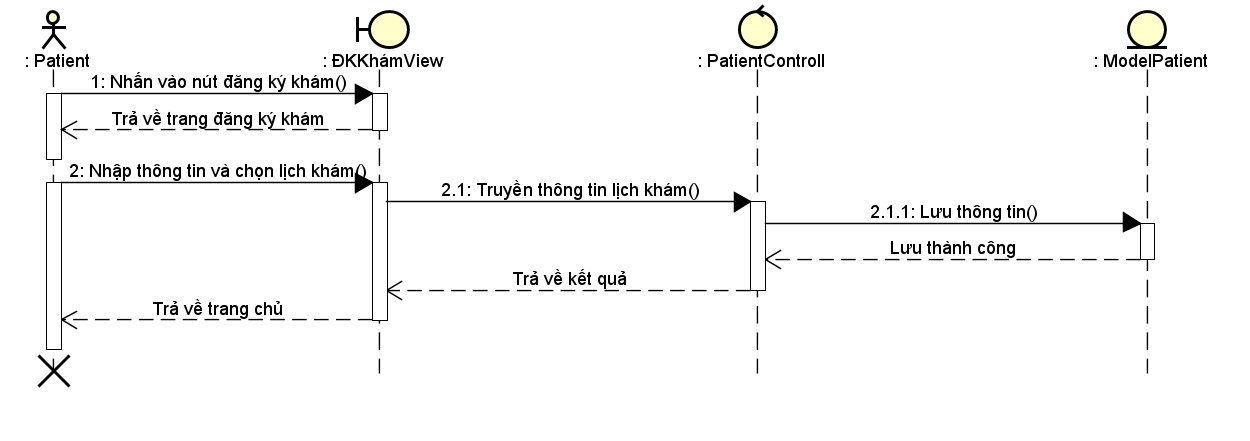 : Patient
: ĐKKhámView
: PatientControll
: ModelPatient
1: Nhấn vào nút đăng ký khám()
Trả về trang đăng ký khám
2: Nhập thông tin và chọn lịch khám()
2.1: Truyền thông tin lịch khám()
2.1.1: Lưu thông tin()
Lưu thành công
Trả về kết quả
Trả về trang chủ